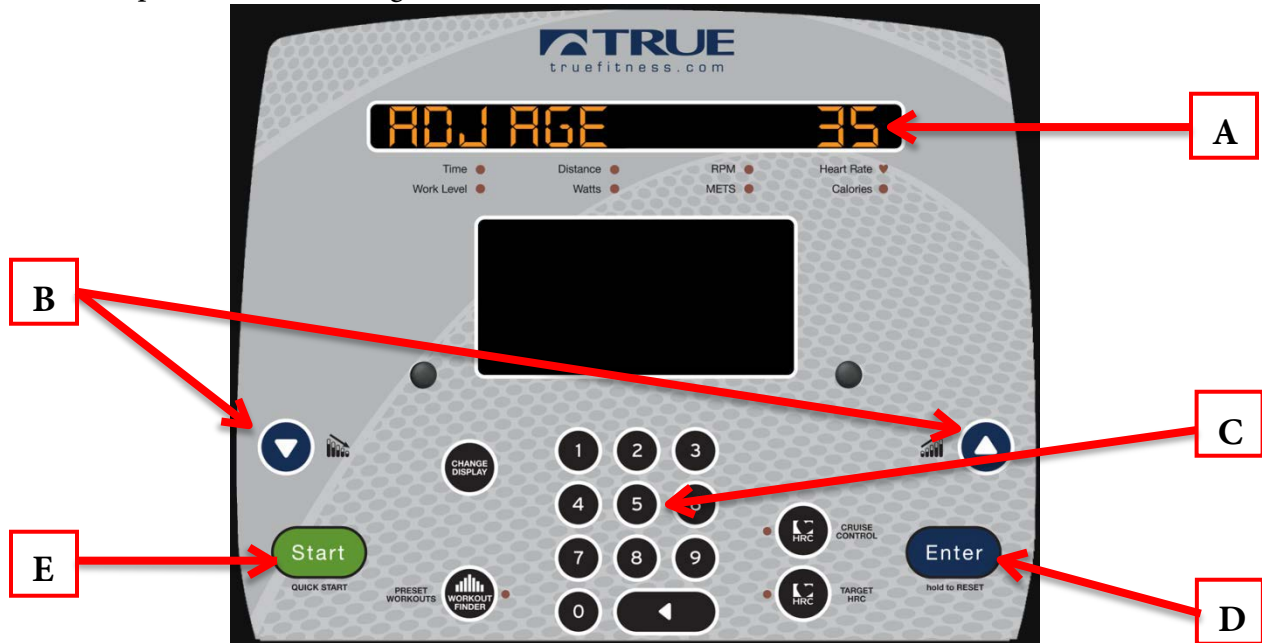 TRUE
truefitness.com
ADJ AGE 35
A
Time Distance RPM Heart Rate
Work Level Watts METS Calories
B
C
1 2 3
CHANGE
DISPLAY
4 5 6
CRUISE
CONTROL
HRC
Start
Enter
E
7 8 9
QUICK START
hold to RESET
PRESET
WORKOUTS
WORKOUT
FINDER
TARGET
HRC
HRC
0
D